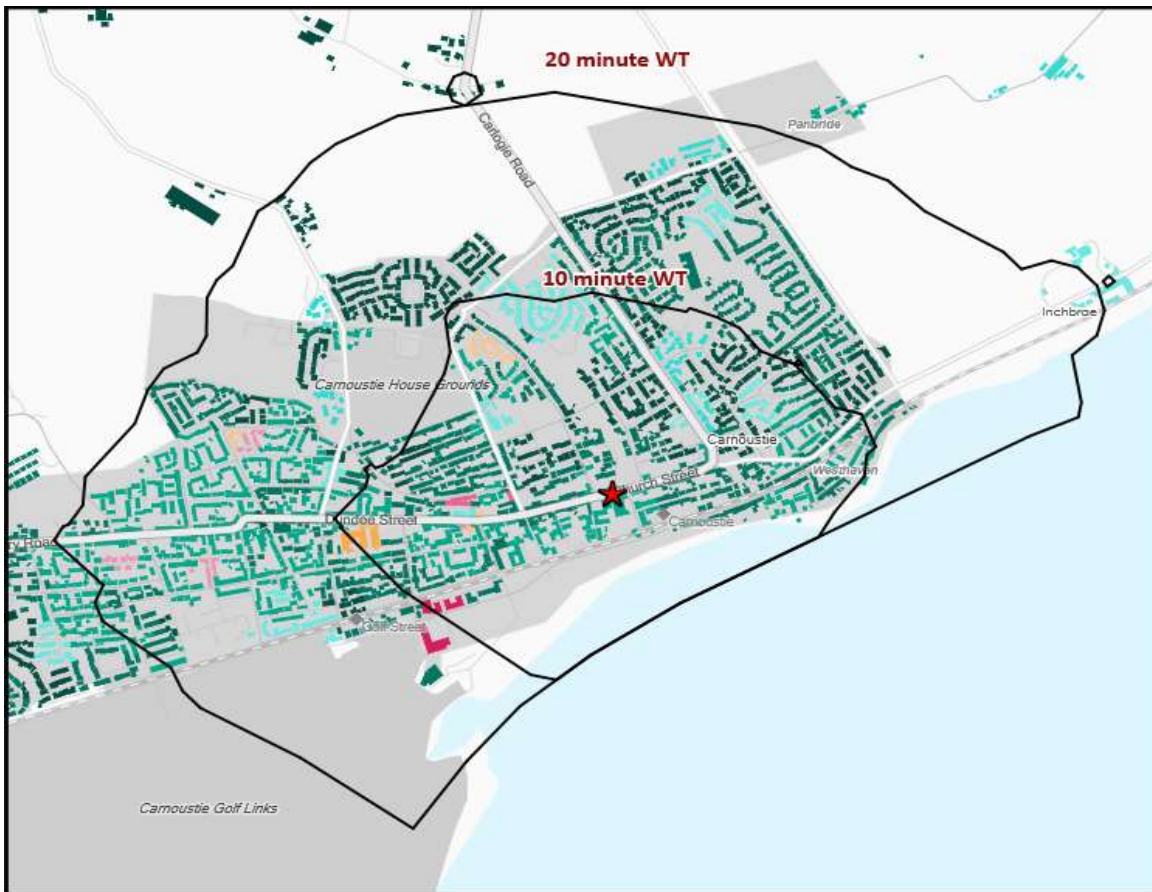 20 minute WT
Carlogie Road
Panbride
10 minute WT
Inchbrae
Carnoustie House Grounds
Carnoustie
Westhaven
Church Street
Dundee Street
Carnoustie
Road
Golf Street
Carnoustie Golf Links